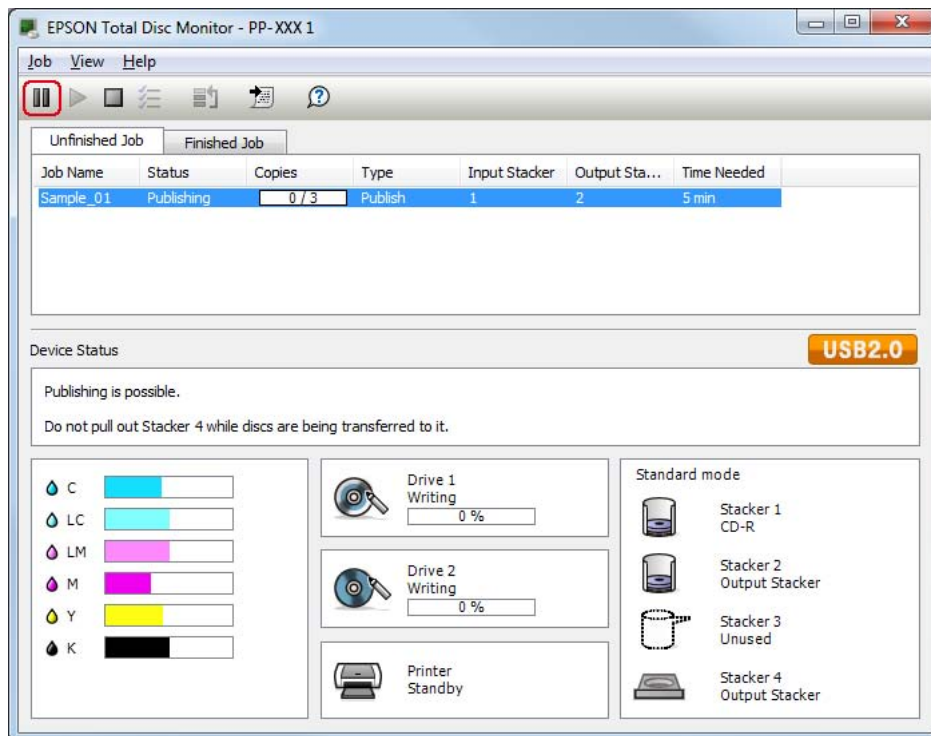 EPSON Total Disc Monitor - PP-XXX 1
Job View Help
Unfinished Job Finished Job
Job Name Status Copies Type Input Stacker Output Sta... Time Needed
Sample_01 Publishing 0 / 3 Publish 1 2 5 min
Device Status USB2.0
Publishing is possible.
Do not pull out Stacker 4 while discs are being transferred to it.
C
LC
LM
M
Y
K
Drive 1
Writing
0 %
Drive 2
Writing
0 %
Printer
Standby
Standard mode
Stacker 1
CD-R
Stacker 2
Output Stacker
Stacker 3
Unused
Stacker 4
Output Stacker